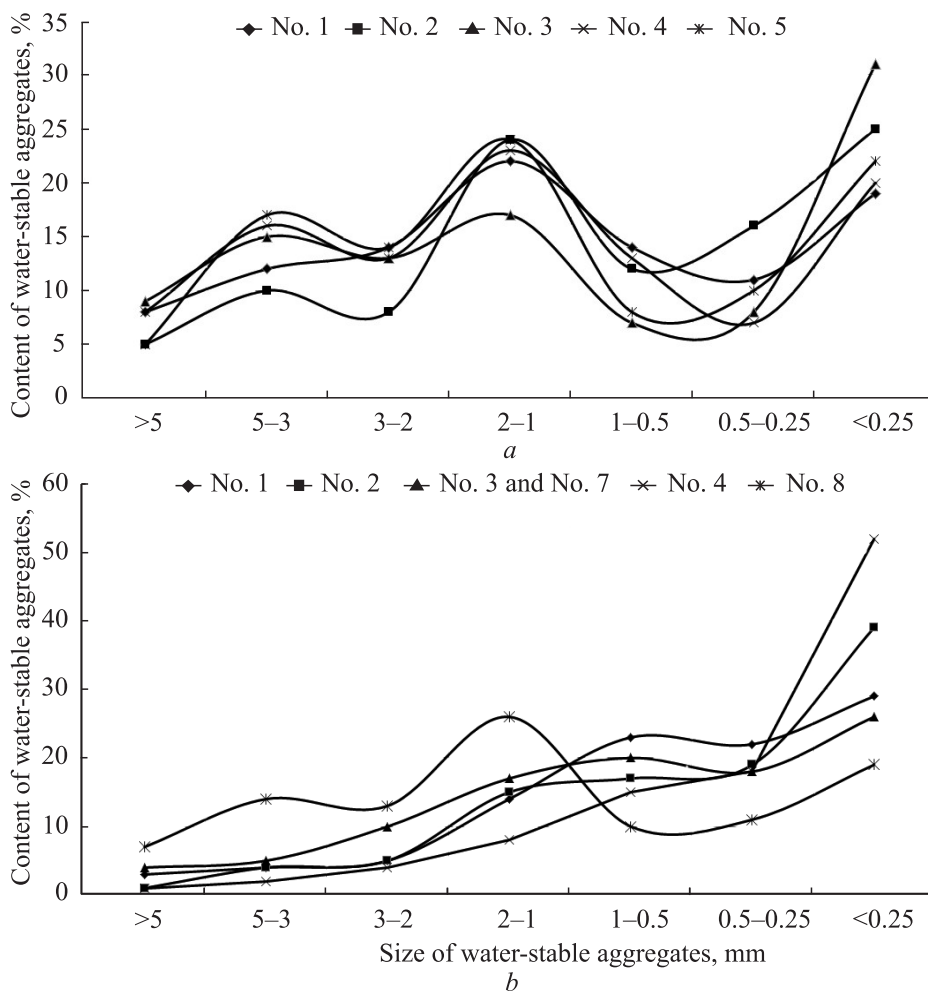 Content of water-stable aggregates, %
35
30
25
20
15
10
5
0
No. 1 No. 2 No. 3 No. 4 No. 5
>5 5–3 3–2 2–1 1–0.5 0.5–0.25 <0.25
a
Content of water-stable aggregates, %
60
50
40
30
20
10
0
No. 1 No. 2 No. 3 and No. 7 No. 4 No. 8
>5 5–3 3–2 2–1 1–0.5 0.5–0.25 <0.25
Size of water-stable aggregates, mm
b